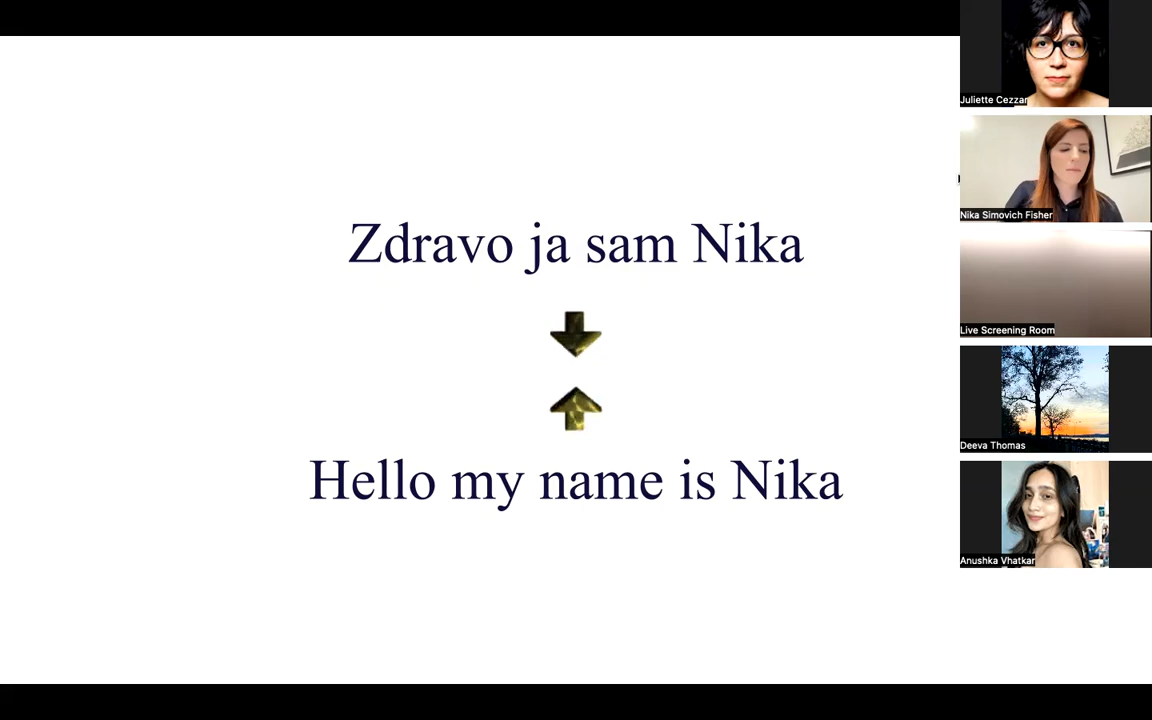 Zdravo ja sam Nika
Hello my name is Nika
Juliette Cezzar
Nika Simovich Fisher
Live Screening Room
Deeva Thomas
Anushka Vhatkar